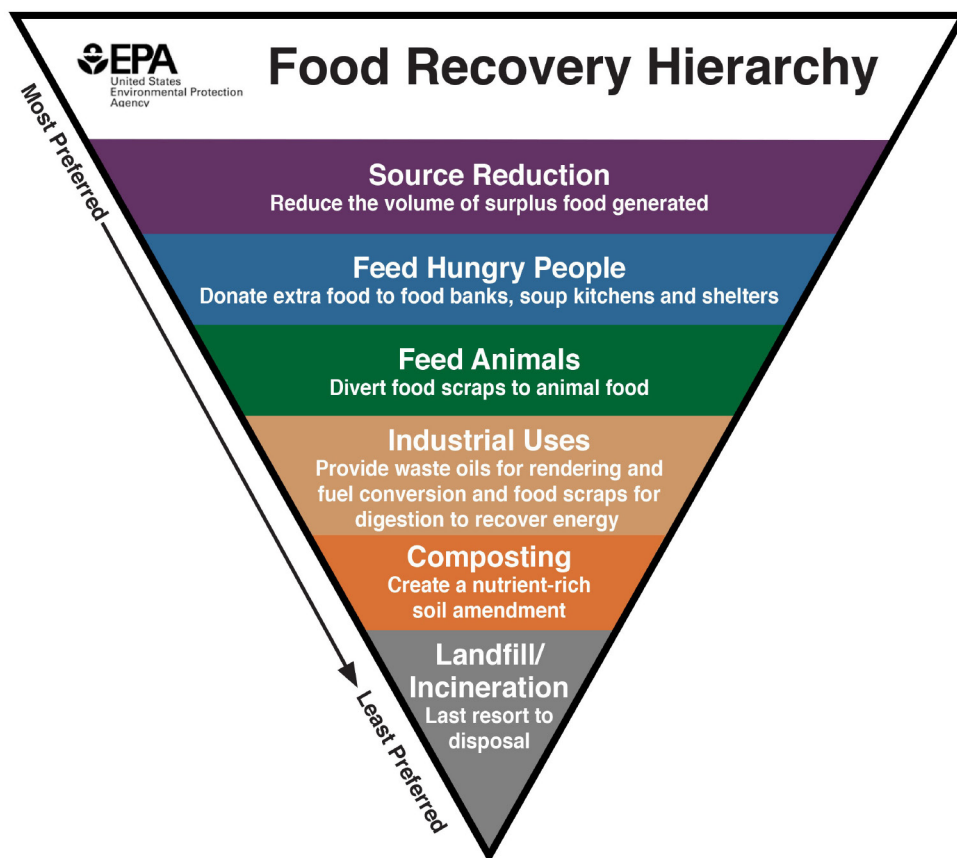 EPA
United States
Environmental Protection
Agency
Food Recovery Hierarchy
Most Preferred
Source Reduction
Reduce the volume of surplus food generated
Feed Hungry People
Donate extra food to food banks, soup kitchens and shelters
Feed Animals
Divert food scraps to animal food
Industrial Uses
Provide waste oils for rendering and
fuel conversion and food scraps for
digestion to recover energy
Composting
Create a nutrient-rich
soil amendment
Landfill/
Incineration
Last resort to
disposal
Least Preferred